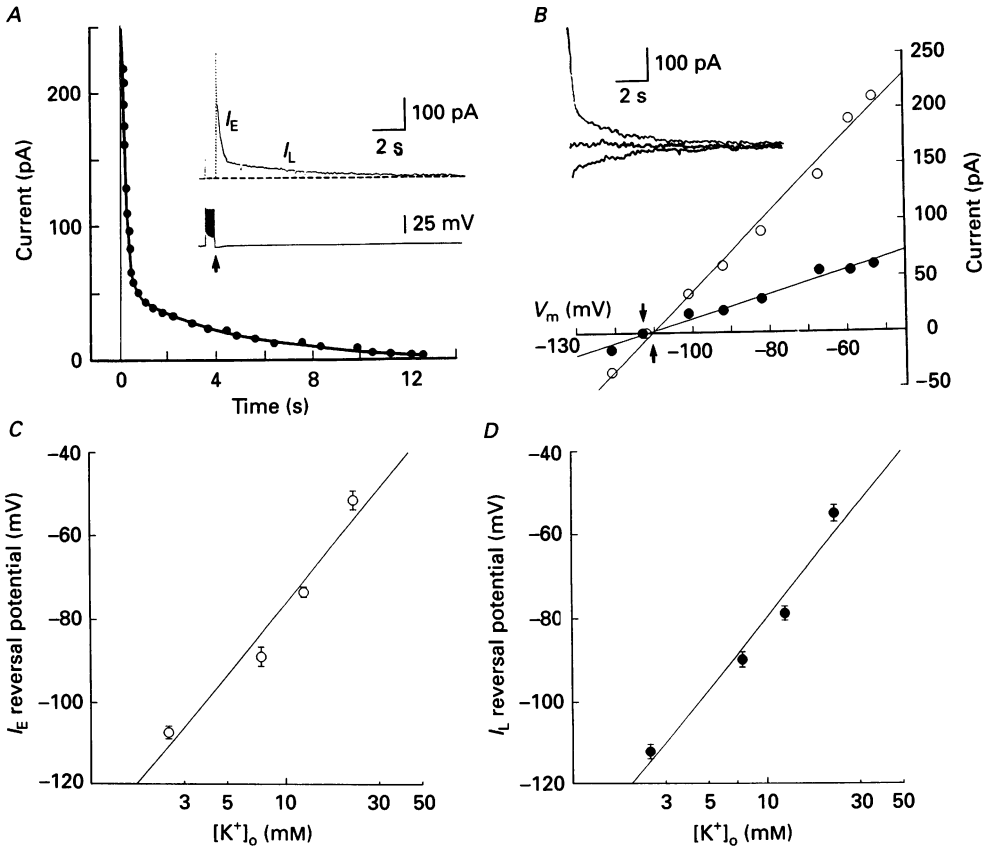 A
Current (pA)
200
100
0
0
4
8
12
Time (s)
I_E
I_L
100 pA
2 s
25 mV
B
100 pA
2 s
V_m (mV)
−130
−100
−80
−60
250
200
150
100
50
0
−50
Current (pA)
C
I_E reversal potential (mV)
−40
−60
−80
−100
−120
3
5
10
30
50
[K⁺]ₒ (mM)
D
I_L reversal potential (mV)
−40
−60
−80
−100
−120
3
5
10
30
50
[K⁺]ₒ (mM)